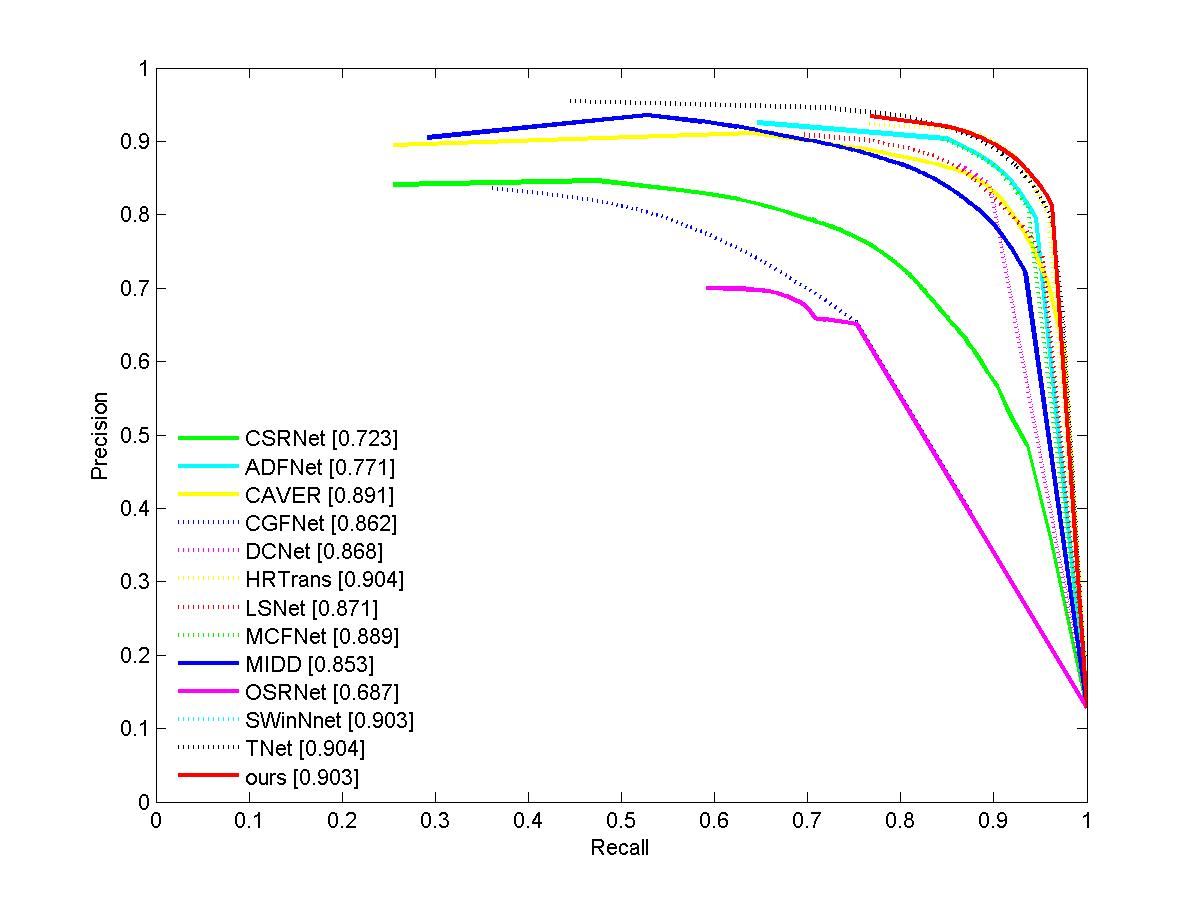 1
0.9
0.8
0.7
0.6
0.5
0.4
0.3
0.2
0.1
0
Precision
CSRNet [0.723]
ADFNet [0.771]
CAVER [0.891]
CGFNet [0.862]
DCNet [0.868]
HRTrans [0.904]
LSNet [0.871]
MCFNet [0.889]
MIDD [0.853]
OSRNet [0.687]
SWinNnet [0.903]
TNet [0.904]
ours [0.903]
0 0.1 0.2 0.3 0.4 0.5 0.6 0.7 0.8 0.9 1
Recall